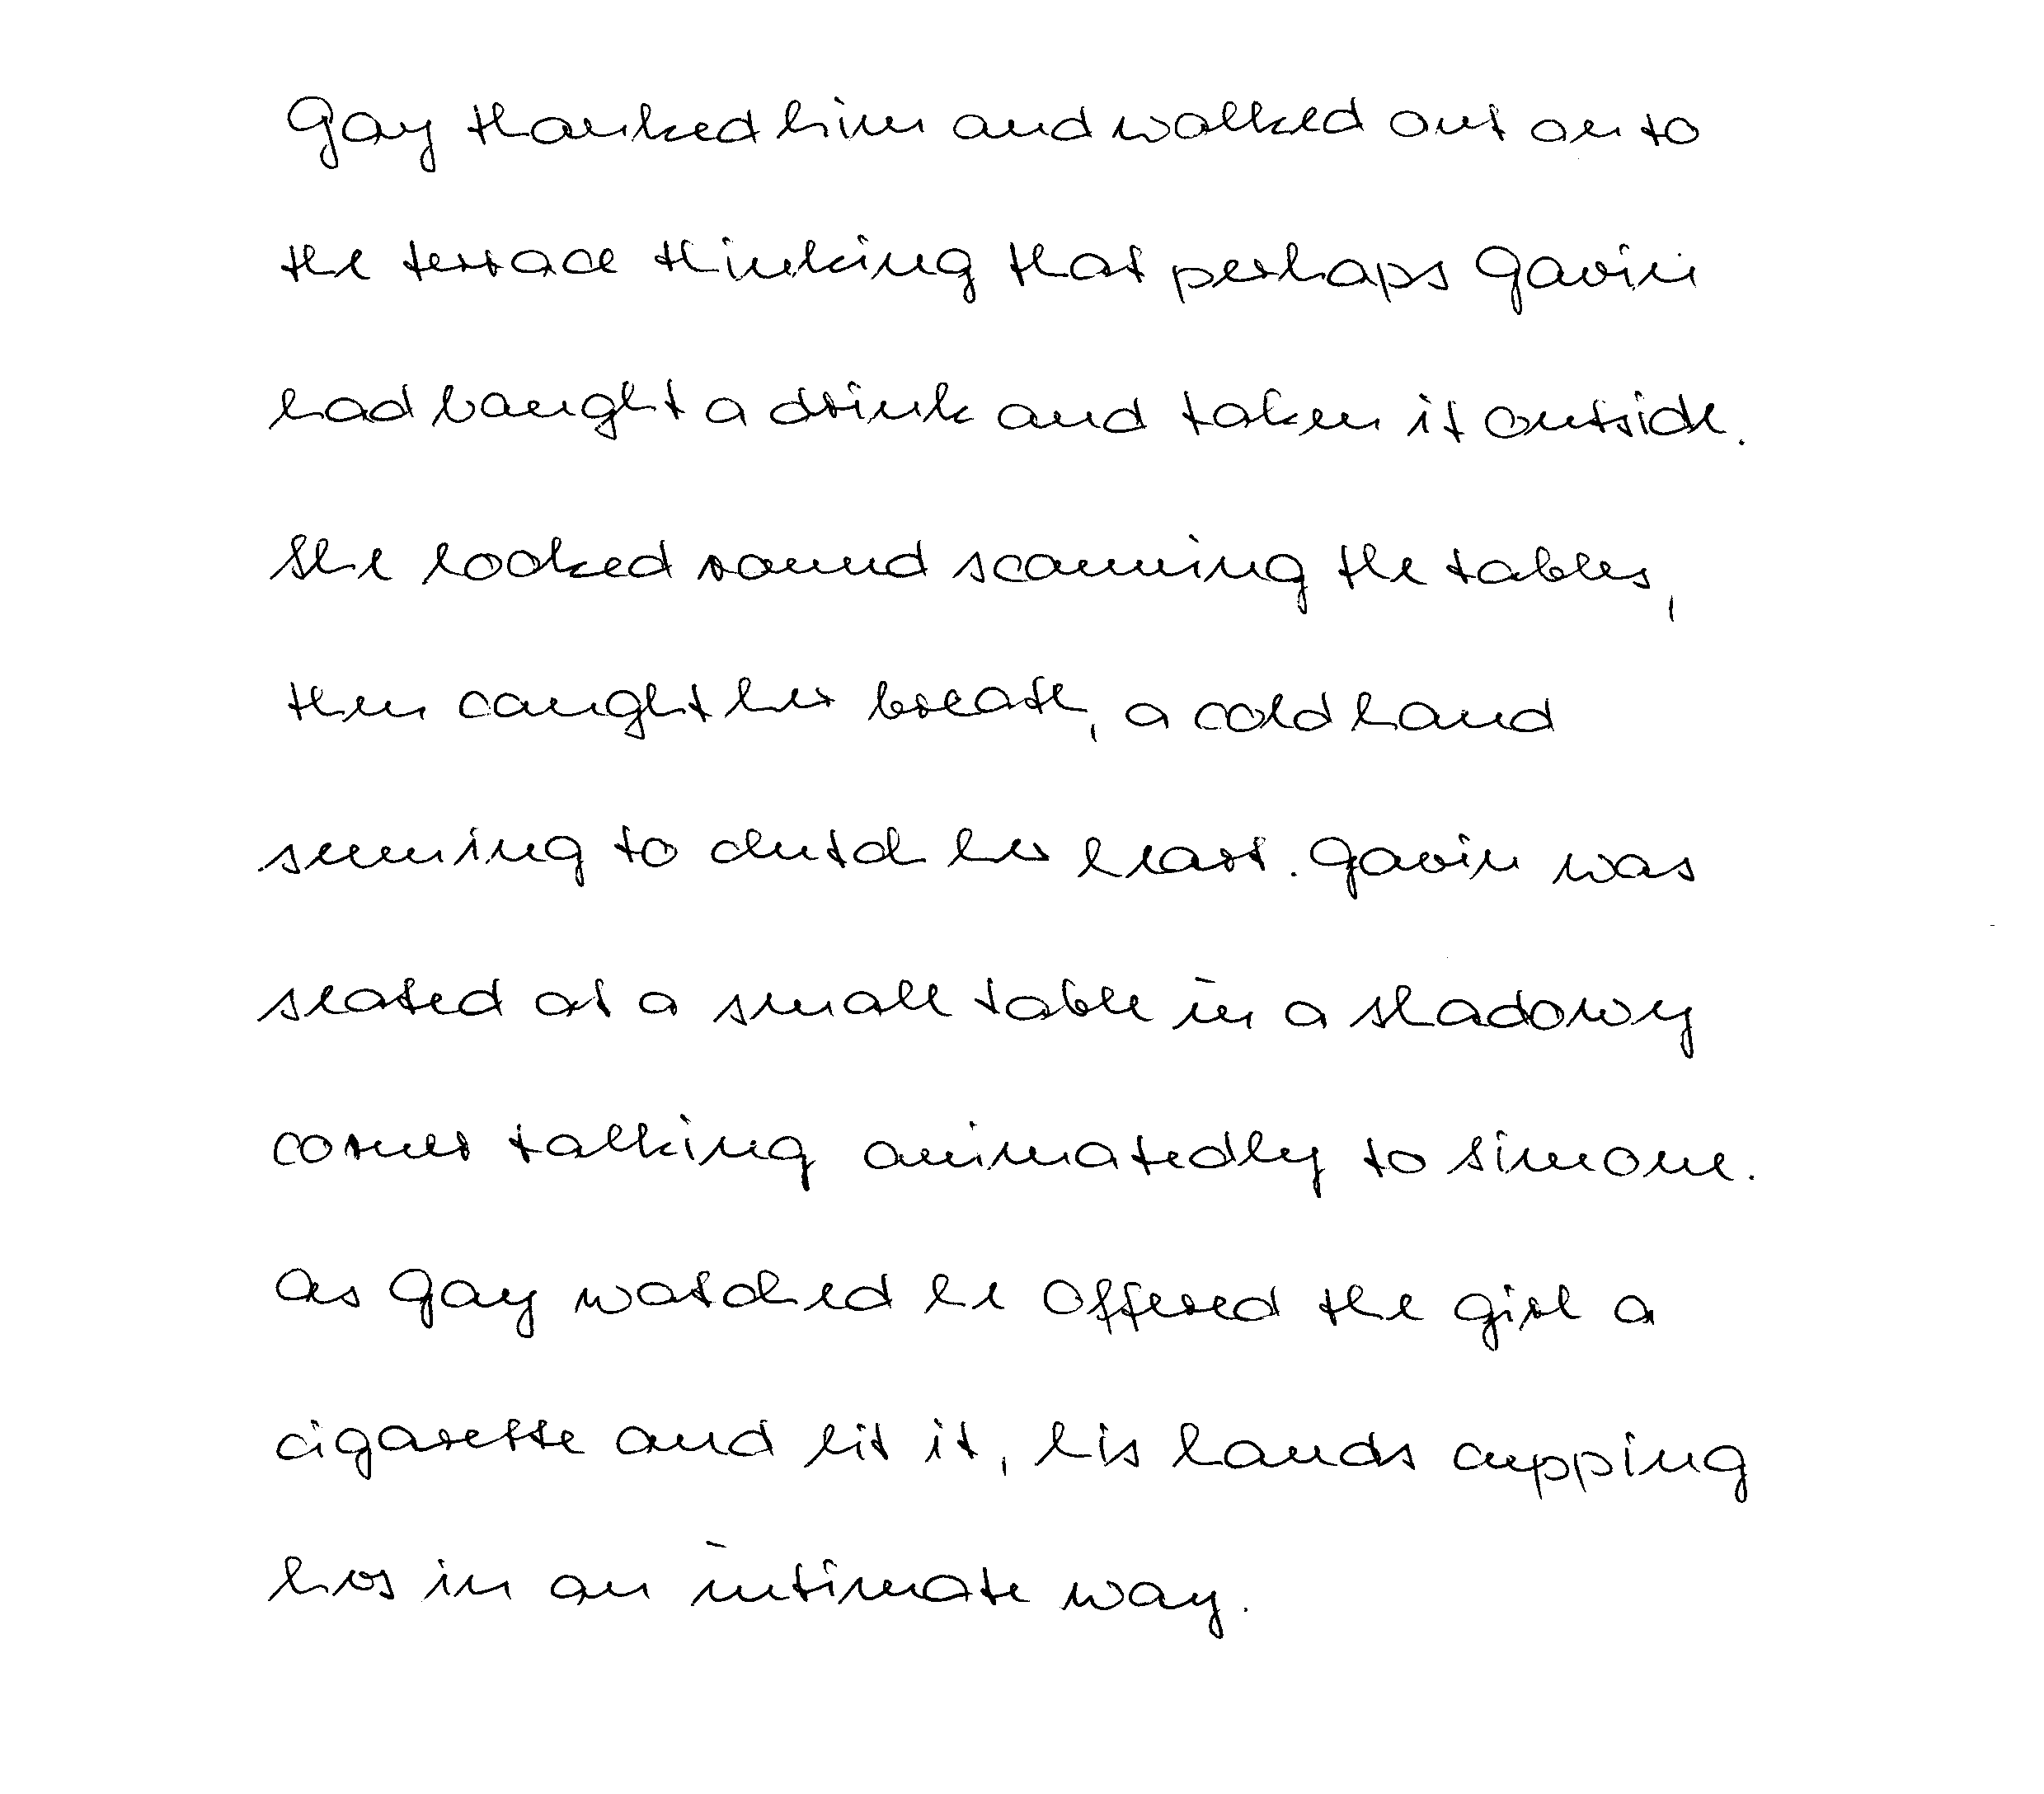 Gay thanked him and walked out on to
the terrace thinking that perhaps Gavin
had bought a drink and taken it outside.
She looked round scanning the tables,
then caught her breath, a cold hand
seeming to clutch her heart. Gavin was
seated at a small table in a shadowy
corner talking animatedly to Simone.
As Gay watched he offered the girl a
cigarette and lit it, his hands cupping
hers in an intimate way.